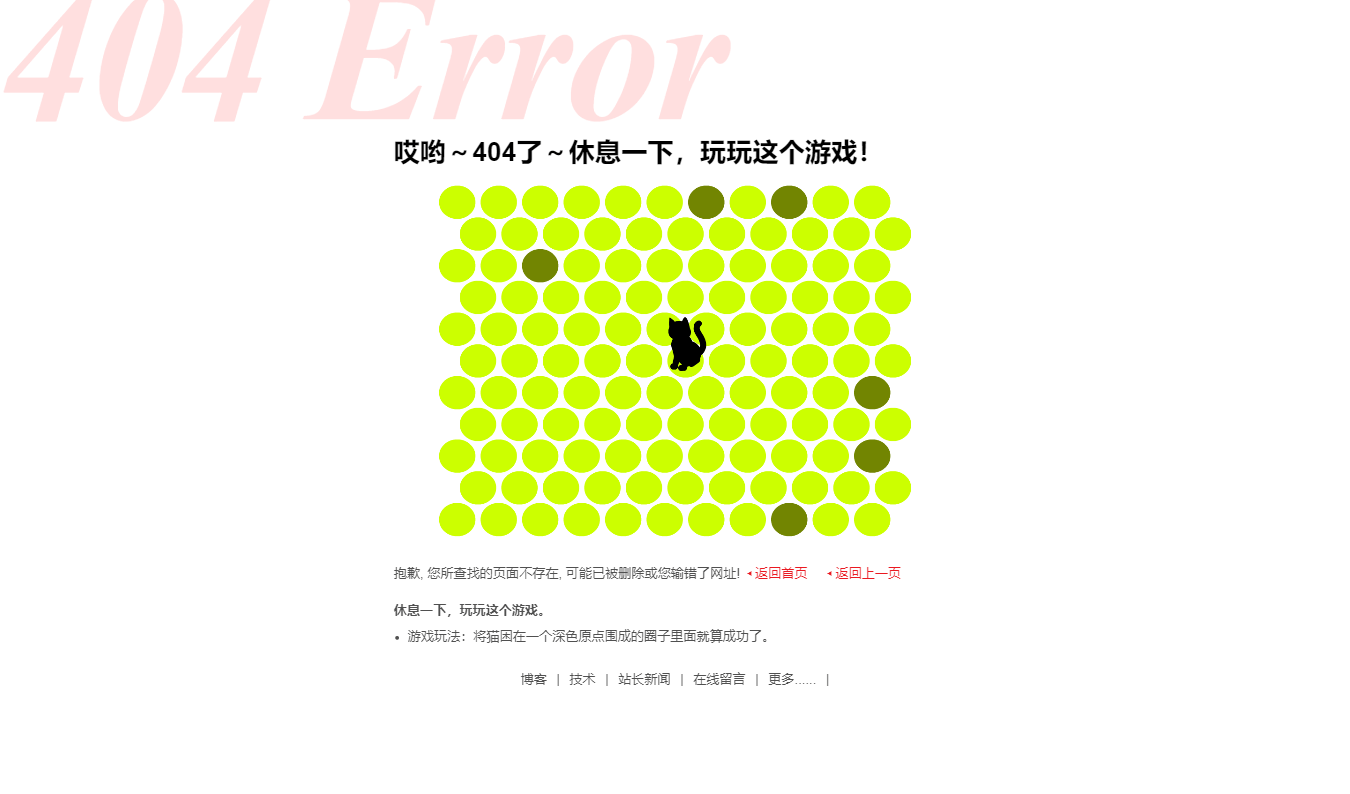 404 Error
哎哟～404了～休息一下，玩玩这个游戏！
抱歉, 您所查找的页面不存在, 可能已被删除或您输错了网址! 返回首页 返回上一页
休息一下，玩玩这个游戏。
• 游戏玩法：将猫困在一个深色原点围成的圈子里面就算成功了。
博客 | 技术 | 站长新闻 | 在线留言 | 更多...... |